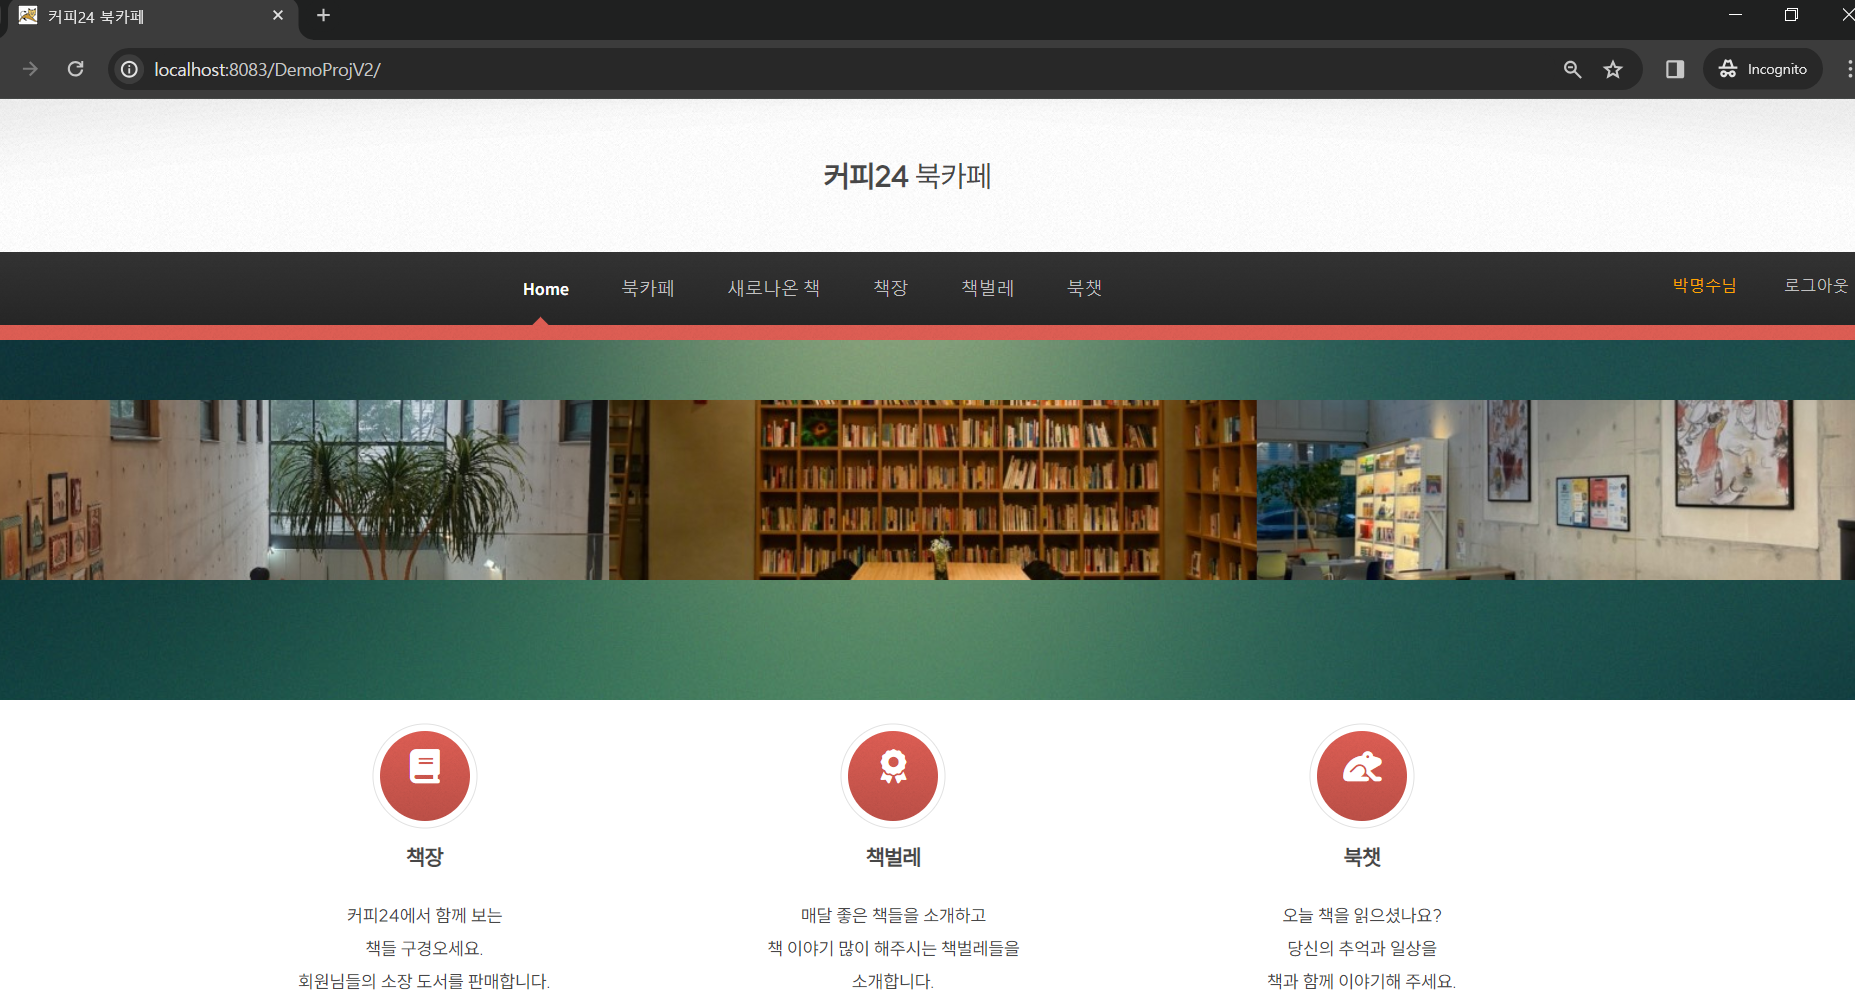 커피24 북카페
localhost:8083/DemoProjV2/
Incognito
커피24 북카페
Home 북카페 새로나온 책 책장 책벌레 북챗 박명수님 로그아웃
책장
커피24에서 함께 보는
책들 구경오세요.
회원님들의 소장 도서를 판매합니다.
책벌레
매달 좋은 책들을 소개하고
책 이야기 많이 해주시는 책벌레들을
소개합니다.
북챗
오늘 책을 읽으셨나요?
당신의 추억과 일상을
책과 함께 이야기해 주세요.